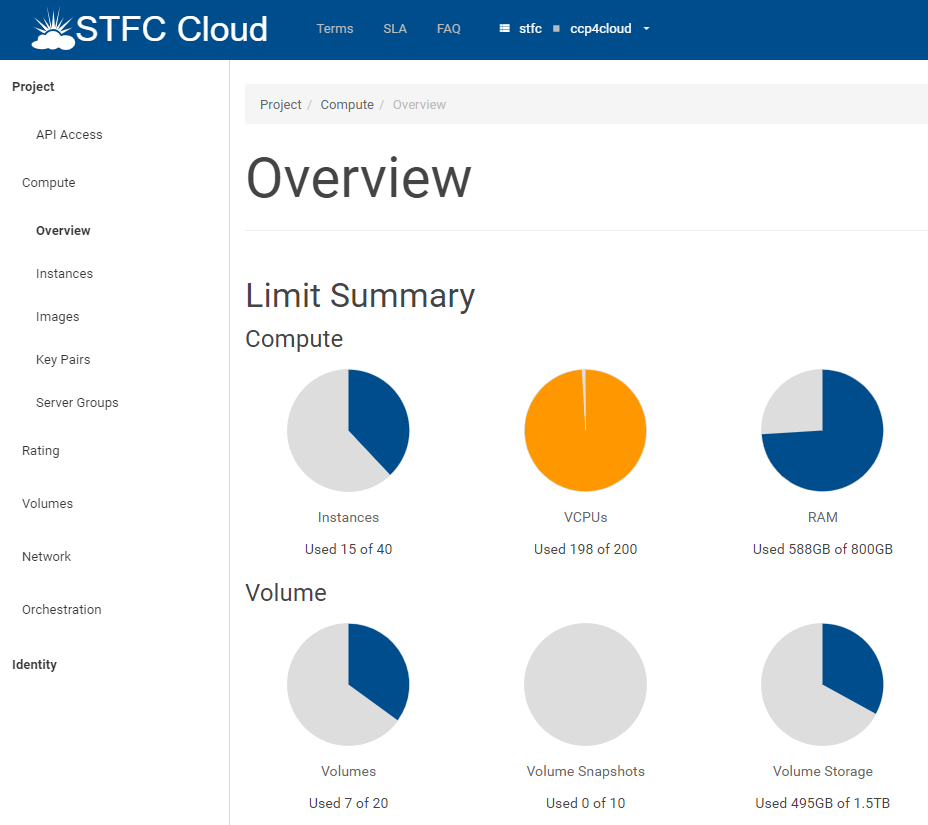 STFC Cloud Terms SLA FAQ stfc ccp4cloud
Project
API Access
Compute
Overview
Instances
Images
Key Pairs
Server Groups
Rating
Volumes
Network
Orchestration
Identity
Project / Compute / Overview
Overview
Limit Summary
Compute
Instances VCPUs RAM
Used 15 of 40 Used 198 of 200 Used 588GB of 800GB
Volume
Volumes Volume Snapshots Volume Storage
Used 7 of 20 Used 0 of 10 Used 495GB of 1.5TB